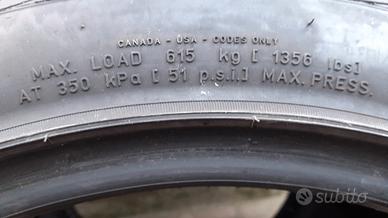 CANADA - USA - CODES ONLY
MAX. LOAD 615 Kg [ 1356 lbs]
AT 350 KPa [ 51 p.s.i.] MAX. PRESS.
subito